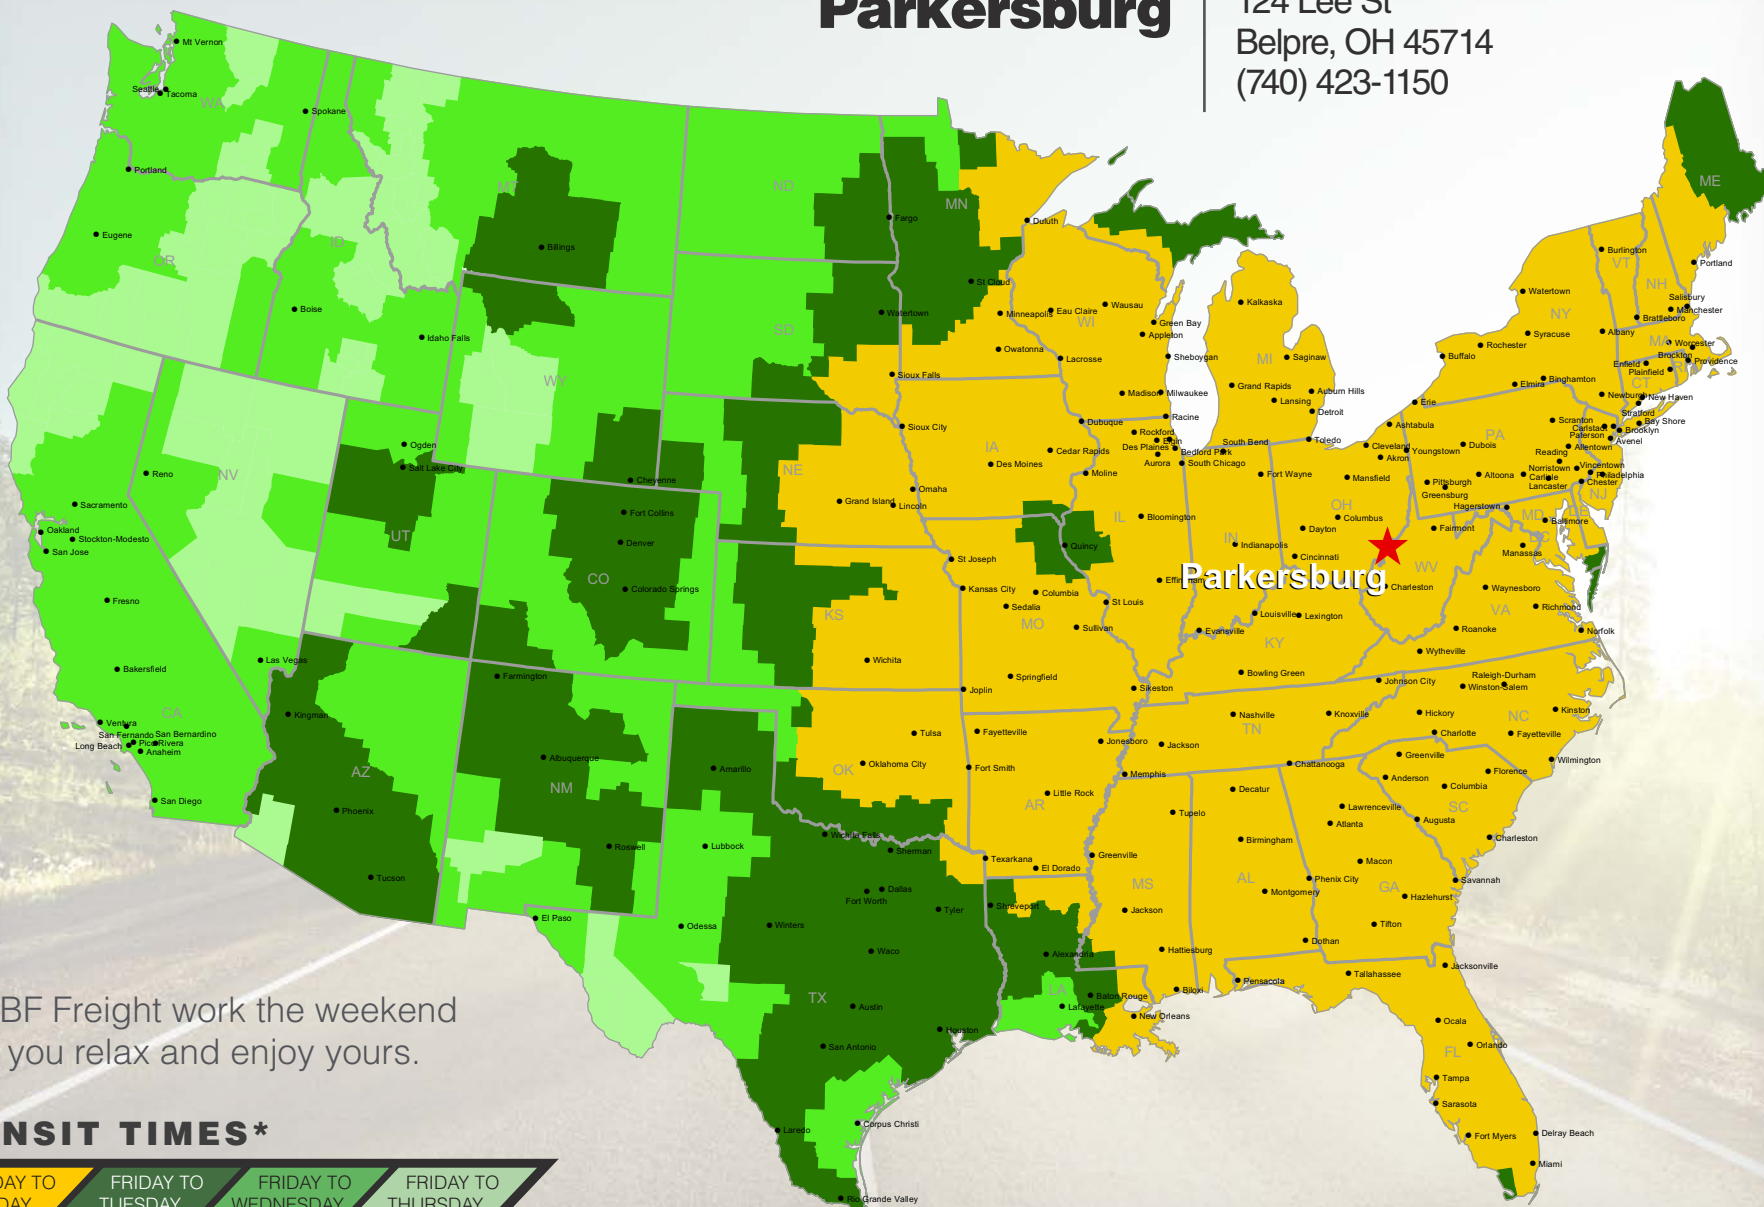 Parkersburg
124 Lee St
Belpre, OH 45714
(740) 423-1150
Mt Vernon
Seattle
Tacoma
WA
Spokane
Portland
Eugene
OR
MT
ID
Billings
Boise
Idaho Falls
WY
ND
Fargo
MN
Duluth
St Cloud
SD
Watertown
Minneapolis
Eau Claire
Wausau
WI
Green Bay
Appleton
Owatonna
Lacrosse
Sheboygan
Sioux Falls
Madison
Milwaukee
Kalkaska
MI
Saginaw
Grand Rapids
Lansing
Auburn Hills
Detroit
ME
Burlington
VT
Portland
NH
Watertown
NY
Salisbury
Manchester
Brattleboro
Syracuse
Albany
Rochester
MA
Worcester
Buffalo
Brockton
Providence
Enfield
Plainfield
RI
Elmira
Binghamton
CT
Newburgh
New Haven
Erie
Stratford
Scranton
Bay Shore
Carlstadt
Brooklyn
Paterson
Avenel
Ashtabula
PA
Cleveland
Dubois
Allentown
Akron
Youngstown
Reading
Norristown
Vincentown
Altoona
Carlisle
Philadelphia
Pittsburgh
Lancaster
Chester
Greensburg
NJ
Hagerstown
MD
DE
Baltimore
Fairmont
DC
Manassas
Reno
NV
Ogden
Salt Lake City
UT
Cheyenne
Fort Collins
Denver
CO
Colorado Springs
NE
Sioux City
IA
Dubuque
Racine
Rockford
Elgin
Des Plaines
Bedford Park
Aurora
South Chicago
South Bend
Toledo
Cedar Rapids
Des Moines
Moline
Fort Wayne
Mansfield
Omaha
Grand Island
Lincoln
IL
Bloomington
OH
Columbus
Dayton
IN
Indianapolis
Cincinnati
Quincy
Sacramento
Oakland
Stockton-Modesto
San Jose
Fresno
Bakersfield
Las Vegas
CA
Ventura
San Fernando
San Bernardino
Long Beach
Pico Rivera
Anaheim
San Diego
Kingman
AZ
Phoenix
Tucson
Farmington
Albuquerque
NM
Roswell
El Paso
St Joseph
Kansas City
Columbia
Sedalia
KS
MO
St Louis
Sullivan
Effingham
Parkersburg
WV
Charleston
Waynesboro
VA
Richmond
Louisville
Lexington
Evansville
KY
Roanoke
Norfolk
Wytheville
Wichita
Springfield
Bowling Green
Joplin
Sikeston
Johnson City
Raleigh-Durham
Winston-Salem
Nashville
Knoxville
Hickory
NC
Kinston
TN
Tulsa
Fayetteville
Jonesboro
Jackson
Charlotte
Fayetteville
Greenville
Wilmington
Amarillo
OK
Oklahoma City
Fort Smith
Memphis
Chattanooga
Anderson
Florence
Decatur
Columbia
Little Rock
AR
Lawrenceville
SC
Tupelo
Atlanta
Augusta
Wichita Falls
Birmingham
Charleston
Lubbock
Sherman
Texarkana
El Dorado
Greenville
Macon
Dallas
Fort Worth
MS
AL
Phenix City
Savannah
Montgomery
GA
Hazlehurst
Tyler
Shreveport
Jackson
Winters
Odessa
Tifton
Waco
Alexandria
Hattiesburg
Dothan
Jacksonville
Tallahassee
Pensacola
Biloxi
TX
LA
Baton Rouge
Lafayette
New Orleans
Austin
Houston
San Antonio
Ocala
Orlando
FL
Tampa
Sarasota
Laredo
Corpus Christi
Fort Myers
Delray Beach
Miami
Rio Grande Valley
BF Freight work the weekend
you relax and enjoy yours.
NSIT TIMES*
DAY TO
DAY
FRIDAY TO
TUESDAY
FRIDAY TO
WEDNESDAY
FRIDAY TO
THURSDAY